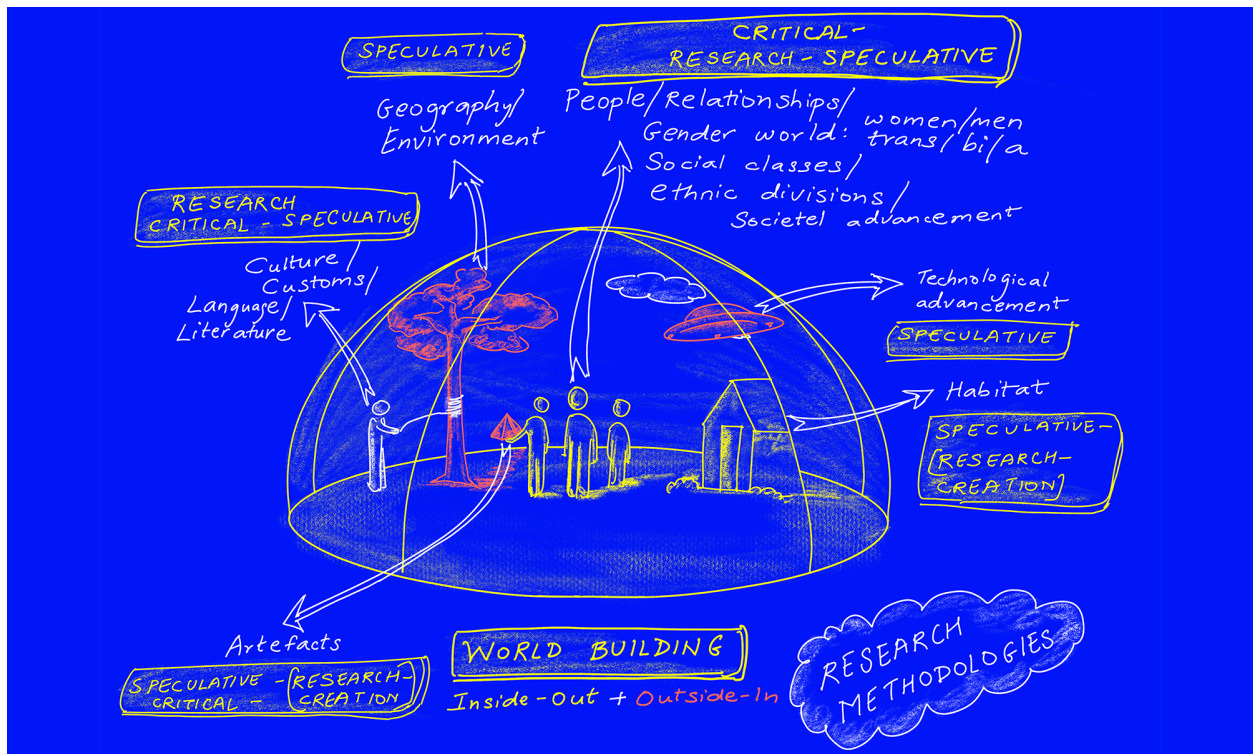 SPECULATIVE
Geography/
Environment
CRITICAL-
RESEARCH-SPECULATIVE
People/Relationships/
Gender world: women/men
trans/bi/a
Social classes/
ethnic divisions/
Societel advancement
RESEARCH
CRITICAL-SPECULATIVE
Culture/
Customs/
Language/
Literature
Technological
advancement
SPECULATIVE
Habitat
SPECULATIVE-
[RESEARCH-
CREATION]
Artefacts
SPECULATIVE-[RESEARCH-
CRITICAL-CREATION]
WORLD BUILDING
Inside-Out + Outside-In
RESEARCH
METHODOLOGIES